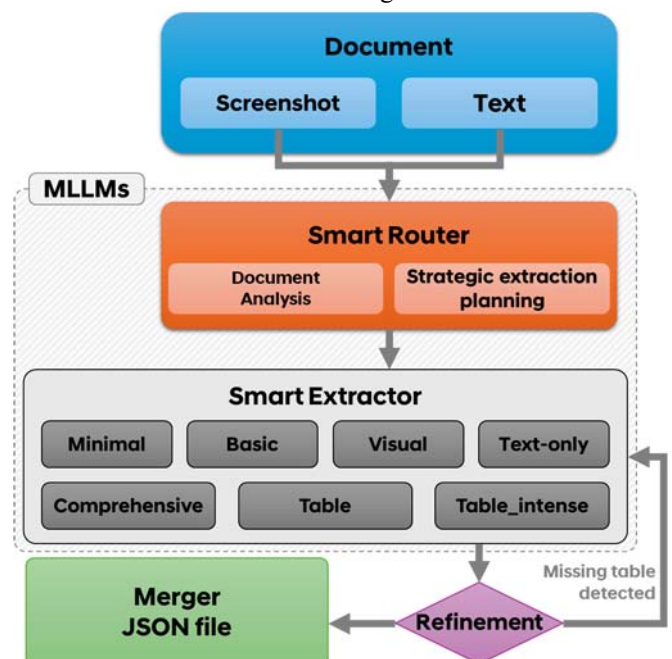 Document
Screenshot
Text
MLLMs
Smart Router
Document
Analysis
Strategic extraction
planning
Smart Extractor
Minimal
Basic
Visual
Text-only
Comprehensive
Table
Table_intense
Missing table
detected
Merger
JSON file
Refinement